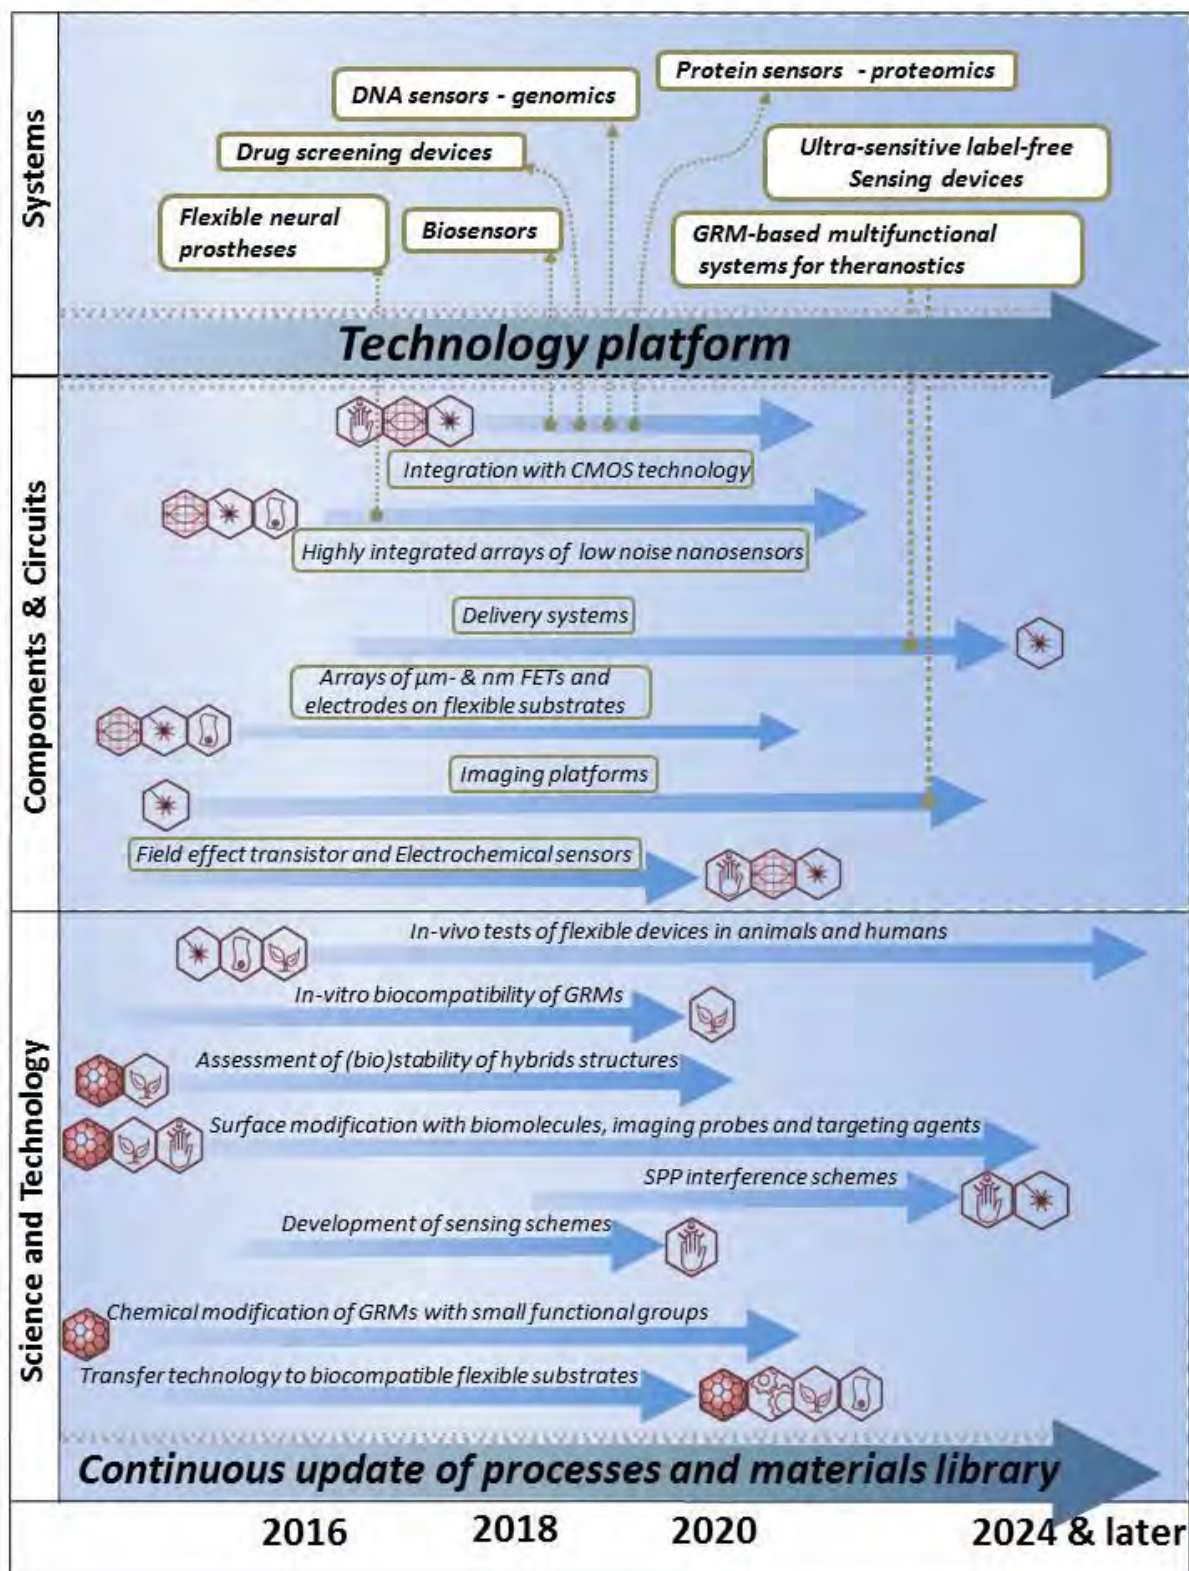 Systems
DNA sensors - genomics
Protein sensors - proteomics
Drug screening devices
Ultra-sensitive label-free
Sensing devices
Flexible neural
prostheses
Biosensors
GRM-based multifunctional
systems for theranostics
Technology platform
Components & Circuits
Integration with CMOS technology
Highly integrated arrays of low noise nanosensors
Delivery systems
Arrays of μm- & nm FETs and
electrodes on flexible substrates
Imaging platforms
Field effect transistor and Electrochemical sensors
Science and Technology
In-vivo tests of flexible devices in animals and humans
In-vitro biocompatibility of GRMs
Assessment of (bio)stability of hybrids structures
Surface modification with biomolecules, imaging probes and targeting agents
SPP interference schemes
Development of sensing schemes
Chemical modification of GRMs with small functional groups
Transfer technology to biocompatible flexible substrates
Continuous update of processes and materials library
2016 2018 2020 2024 & later